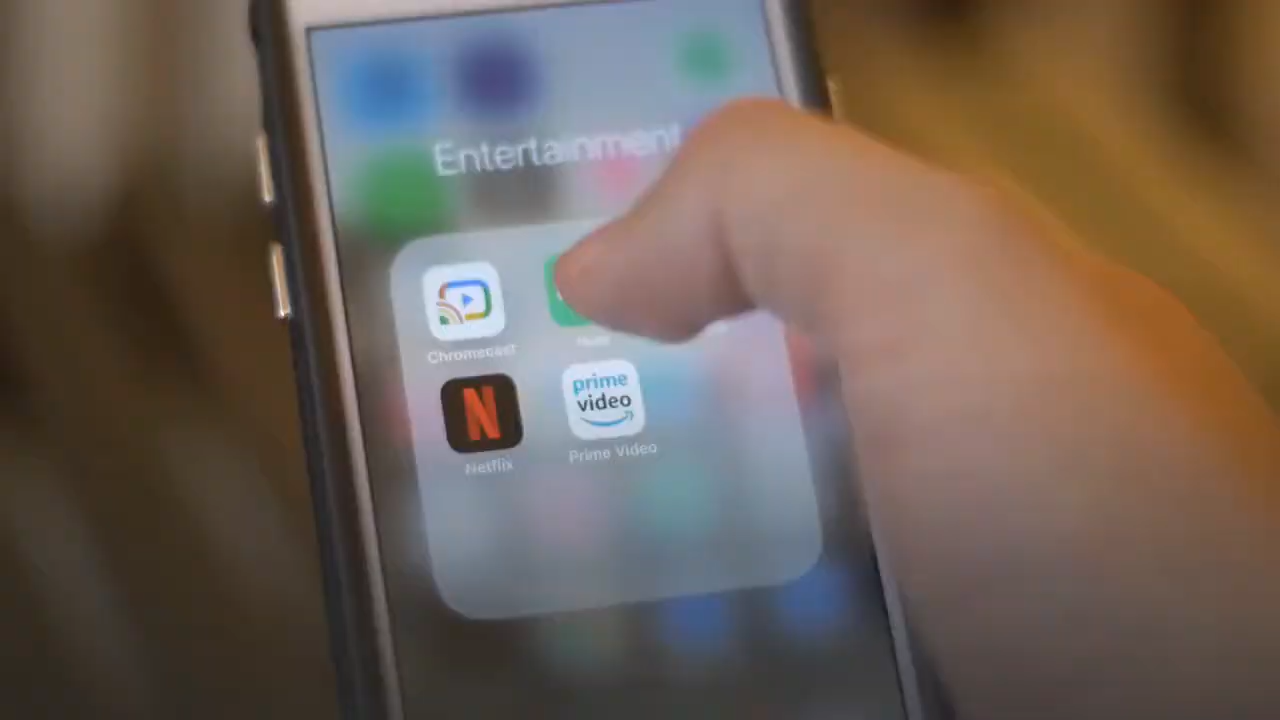 Entertainment
Chromecast
N
Netflix
prime
video
Prime Video